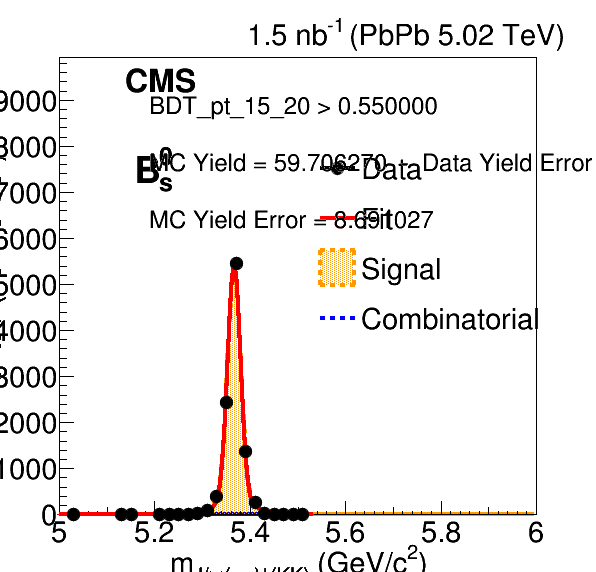 1.5 nb-1 (PbPb 5.02 TeV)
CMS
BDT_pt_15_20 > 0.550000
B0s
MC Yield = 59.706270 - Data Yield Error
Data
MC Yield Error = 8.691027
Fit
Signal
Combinatorial
9000
8000
7000
6000
5000
4000
3000
2000
1000
0
5 5.2 5.4 5.6 5.8 6
(GeV/c2)